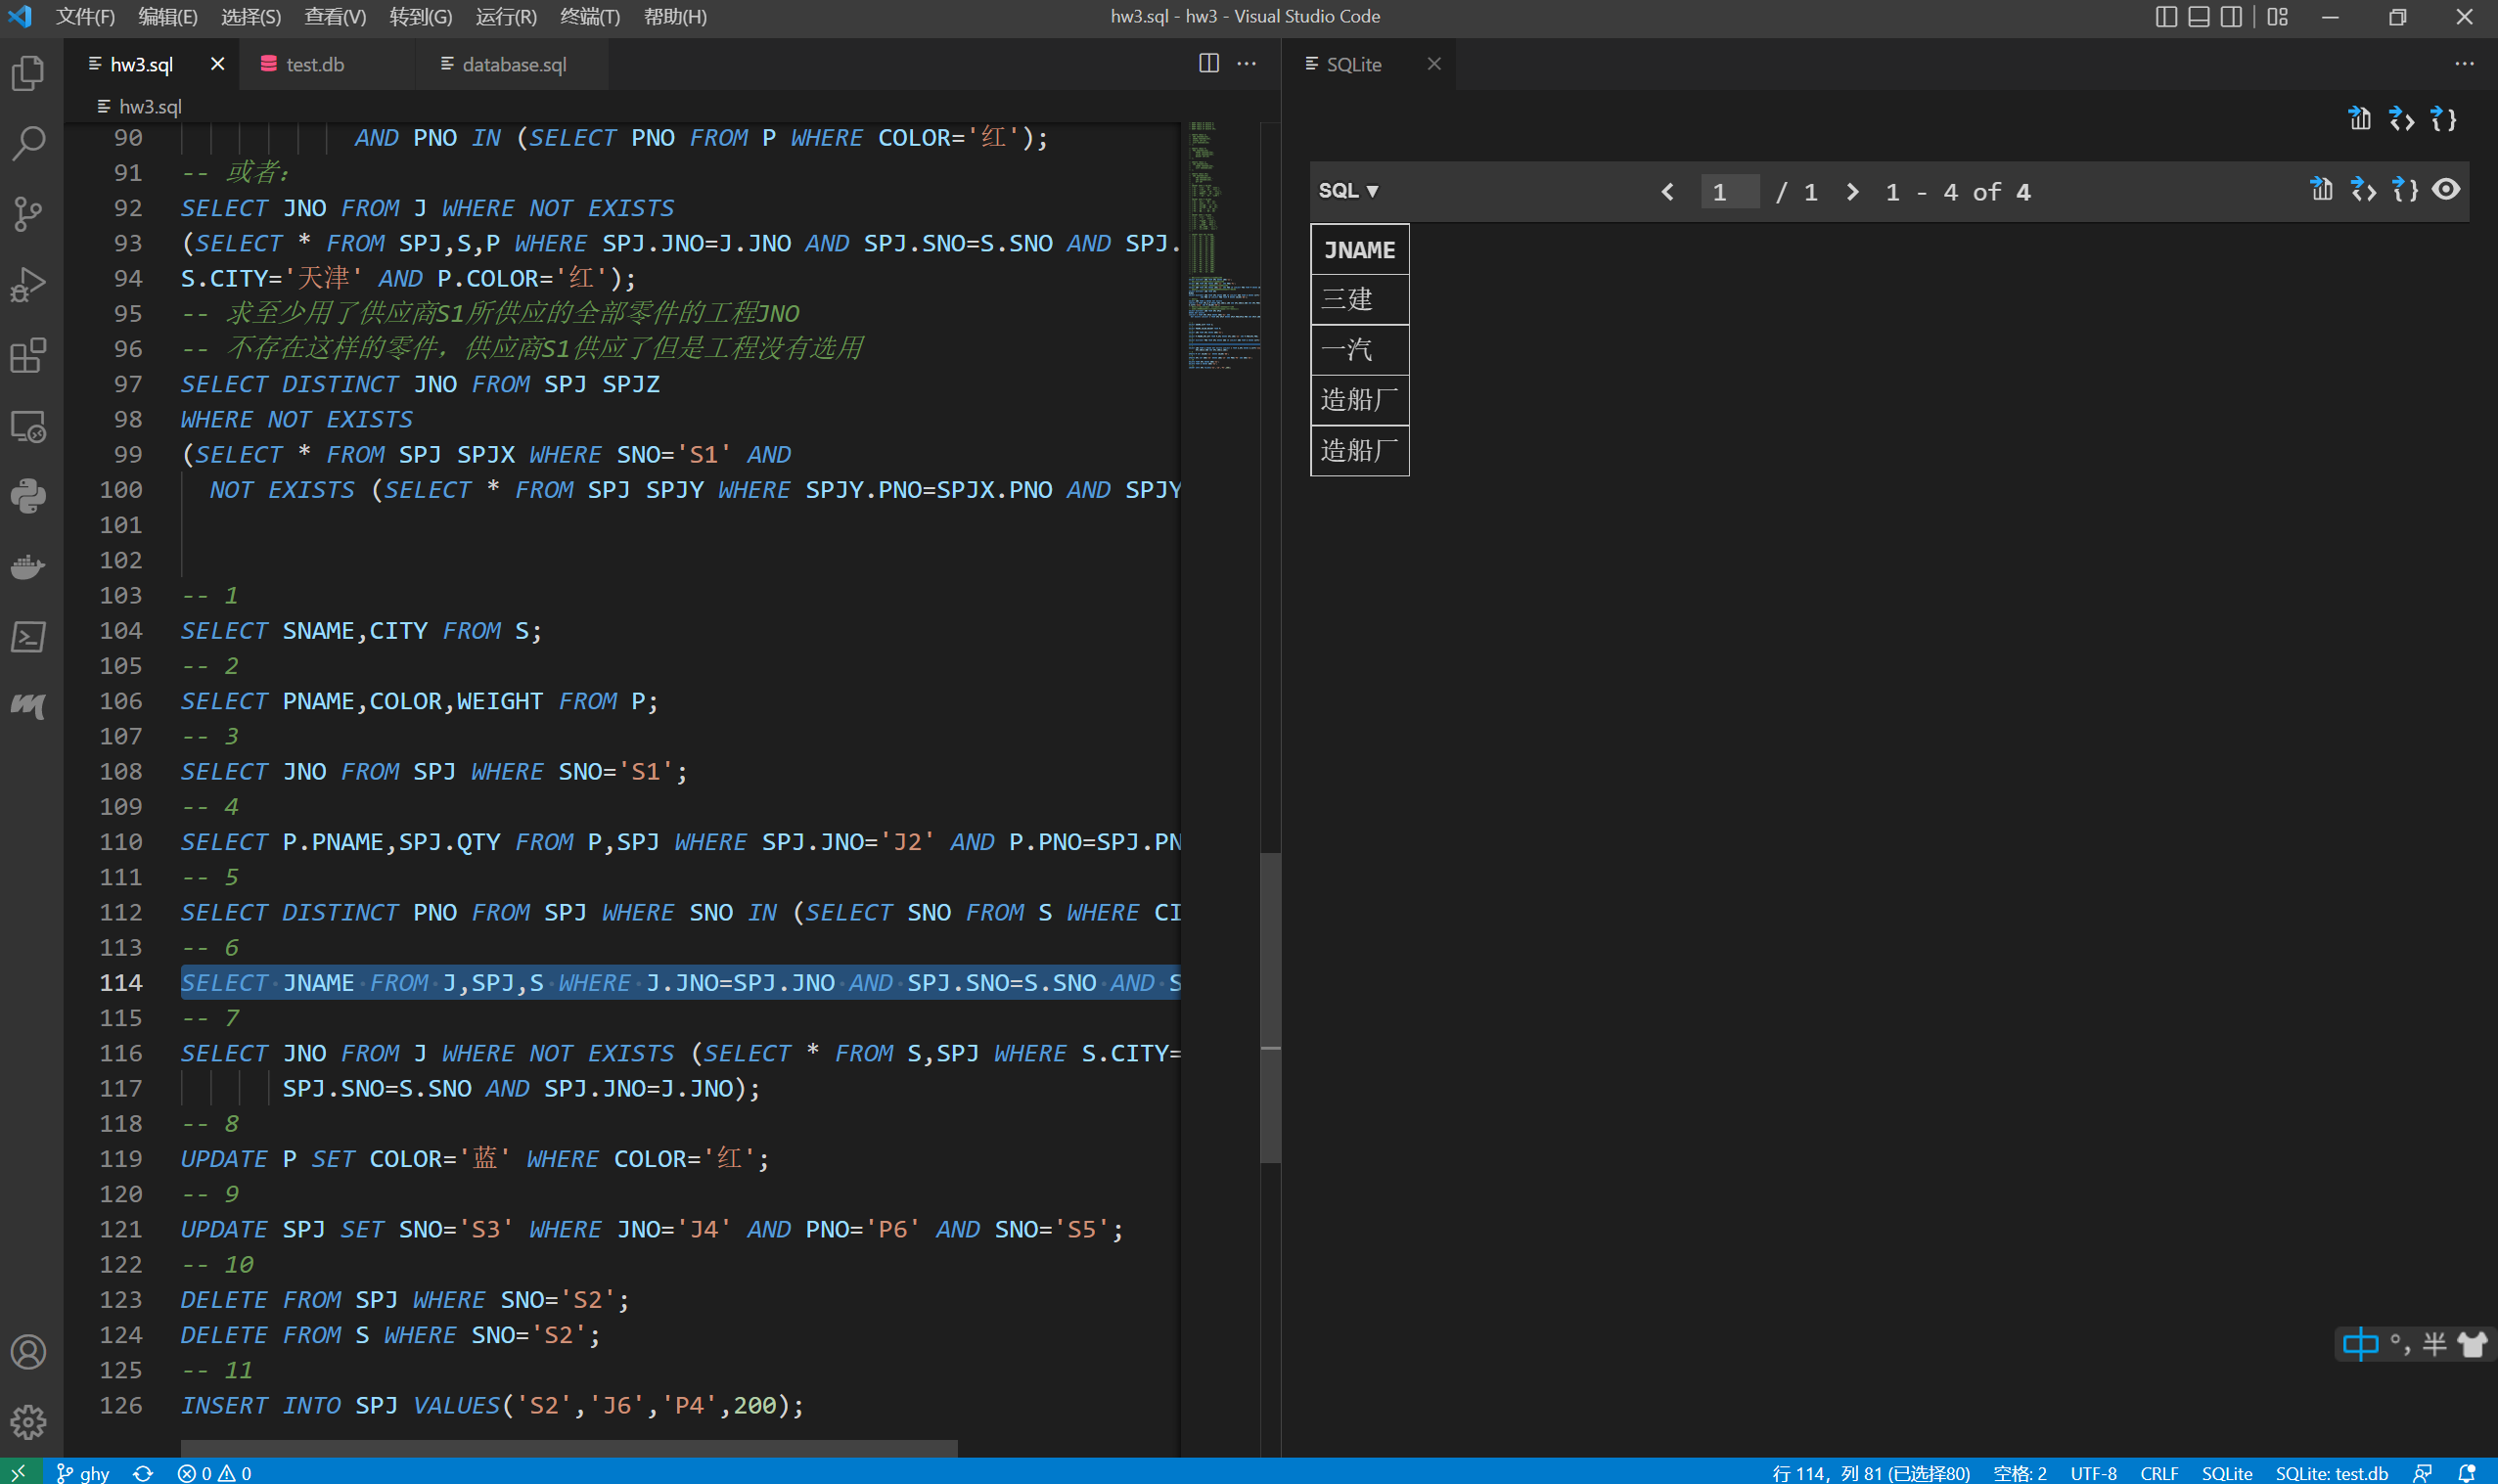 文件(F) 编辑(E) 选择(S) 查看(V) 转到(G) 运行(R) 终端(T) 帮助(H) hw3.sql - hw3 - Visual Studio Code
hw3.sql test.db database.sql
hw3.sql
90 AND PNO IN (SELECT PNO FROM P WHERE COLOR='红');
91 -- 或者:
92 SELECT JNO FROM J WHERE NOT EXISTS
93 (SELECT * FROM SPJ,S,P WHERE SPJ.JNO=J.JNO AND SPJ.SNO=S.SNO AND SPJ.
94 S.CITY='天津' AND P.COLOR='红');
95 -- 求至少用了供应商S1所供应的全部零件的工程JNO
96 -- 不存在这样的零件，供应商S1供应了但是工程没有选用
97 SELECT DISTINCT JNO FROM SPJ SPJZ
98 WHERE NOT EXISTS
99 (SELECT * FROM SPJ SPJX WHERE SNO='S1' AND
100 NOT EXISTS (SELECT * FROM SPJ SPJY WHERE SPJY.PNO=SPJX.PNO AND SPJY
101
102
103 -- 1
104 SELECT SNAME,CITY FROM S;
105 -- 2
106 SELECT PNAME,COLOR,WEIGHT FROM P;
107 -- 3
108 SELECT JNO FROM SPJ WHERE SNO='S1';
109 -- 4
110 SELECT P.PNAME,SPJ.QTY FROM P,SPJ WHERE SPJ.JNO='J2' AND P.PNO=SPJ.PN
111 -- 5
112 SELECT DISTINCT PNO FROM SPJ WHERE SNO IN (SELECT SNO FROM S WHERE CI
113 -- 6
114 SELECT JNAME FROM J,SPJ,S WHERE J.JNO=SPJ.JNO AND SPJ.SNO=S.SNO AND S
115 -- 7
116 SELECT JNO FROM J WHERE NOT EXISTS (SELECT * FROM S,SPJ WHERE S.CITY=
117 SPJ.SNO=S.SNO AND SPJ.JNO=J.JNO);
118 -- 8
119 UPDATE P SET COLOR='蓝' WHERE COLOR='红';
120 -- 9
121 UPDATE SPJ SET SNO='S3' WHERE JNO='J4' AND PNO='P6' AND SNO='S5';
122 -- 10
123 DELETE FROM SPJ WHERE SNO='S2';
124 DELETE FROM S WHERE SNO='S2';
125 -- 11
126 INSERT INTO SPJ VALUES('S2','J6','P4',200);
SQLite
SQL ▼ 1 / 1 1 - 4 of 4
JNAME
三建
一汽
造船厂
造船厂
中 °, 半
ghy 0 0 行 114，列 81 (已选择80) 空格: 2 UTF-8 CRLF SQLite SQLite: test.db